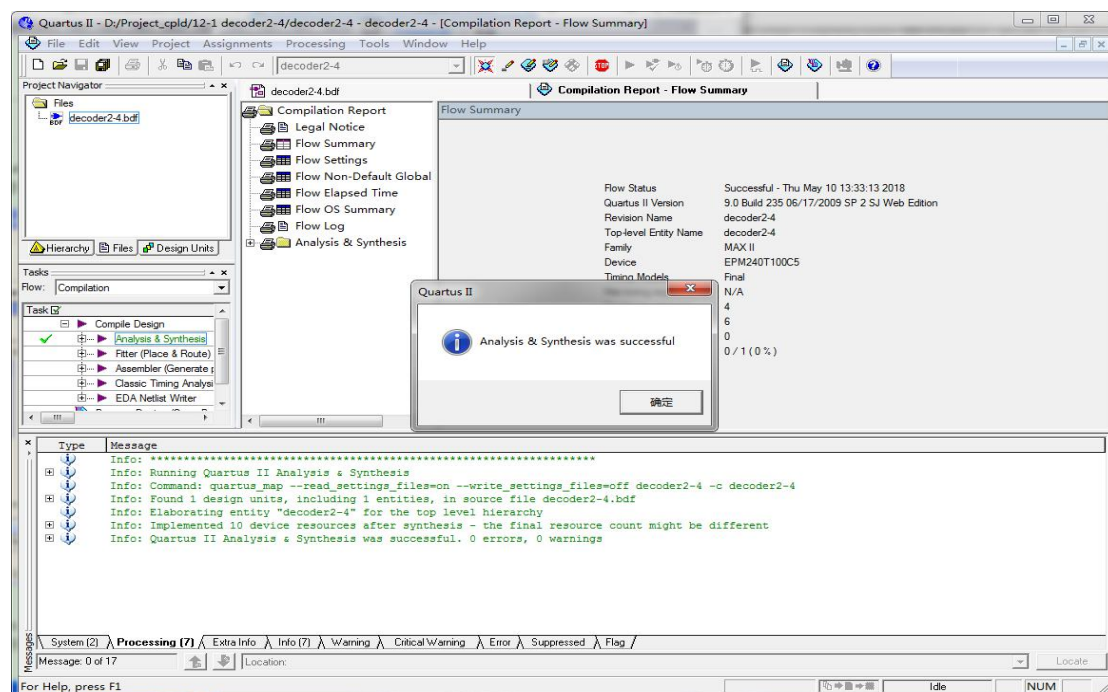 Quartus II - D:/Project_cpld/12-1 decoder2-4/decoder2-4 - decoder2-4 - [Compilation Report - Flow Summary]
File Edit View Project Assignments Processing Tools Window Help
decoder2-4
Project Navigator
Files
decoder2-4.bdf
Hierarchy Files Design Units
Tasks
Flow: Compilation
Task
Compile Design
Analysis & Synthesis
Fitter (Place & Route)
Assembler (Generate
Classic Timing Analysi
EDA Netlist Writer
decoder2-4.bdf
Compilation Report - Flow Summary
Compilation Report
Legal Notice
Flow Summary
Flow Settings
Flow Non-Default Global
Flow Elapsed Time
Flow OS Summary
Flow Log
Analysis & Synthesis
Flow Summary
Flow Status Successful - Thu May 10 13:33:13 2018
Quartus II Version 9.0 Build 235 06/17/2009 SP 2 SJ Web Edition
Revision Name decoder2-4
Top-level Entity Name decoder2-4
Family MAX II
Device EPM240T100C5
Timing Models Final
N/A
4
6
0
0 / 1 ( 0 % )
Quartus II
Analysis & Synthesis was successful
确定
Type Message
Info: *******************************************************************
Info: Running Quartus II Analysis & Synthesis
Info: Command: quartus_map --read_settings_files=on --write_settings_files=off decoder2-4 -c decoder2-4
Info: Found 1 design units, including 1 entities, in source file decoder2-4.bdf
Info: Elaborating entity "decoder2-4" for the top level hierarchy
Info: Implemented 10 device resources after synthesis - the final resource count might be different
Info: Quartus II Analysis & Synthesis was successful. 0 errors, 0 warnings
System (2) Processing (7) Extra Info Info (7) Warning Critical Warning Error Suppressed Flag
Messages
Message: 0 of 17 Location: Locate
For Help, press F1 Idle NUM